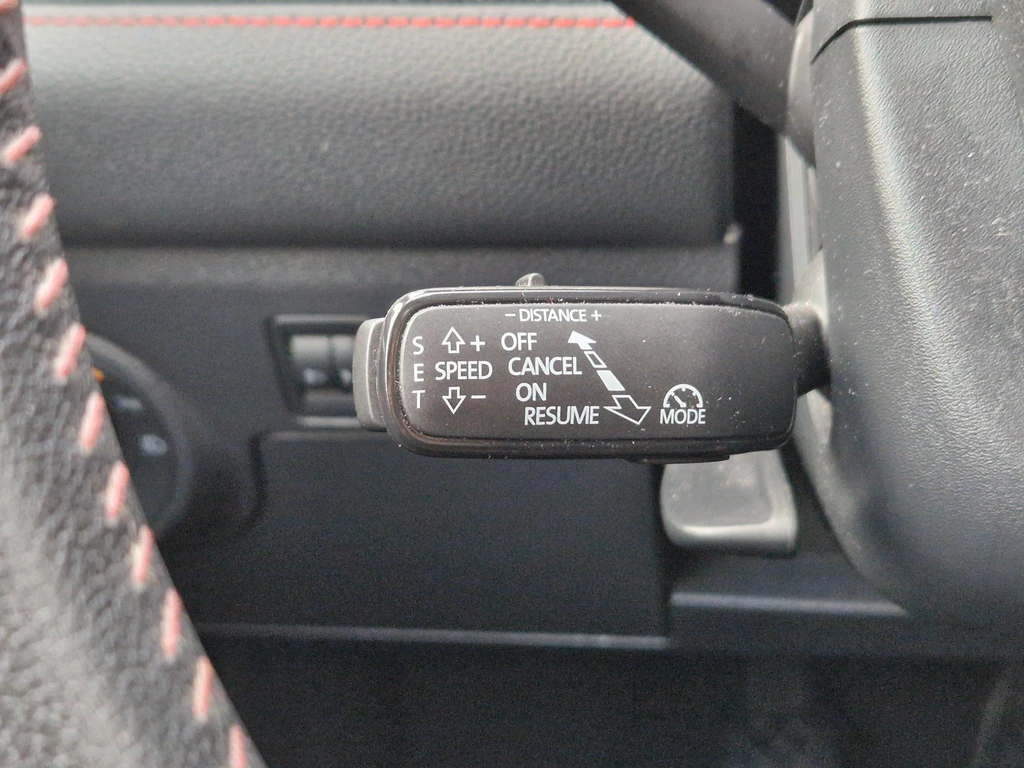 − DISTANCE +
S + OFF
E SPEED CANCEL
T − ON
RESUME MODE